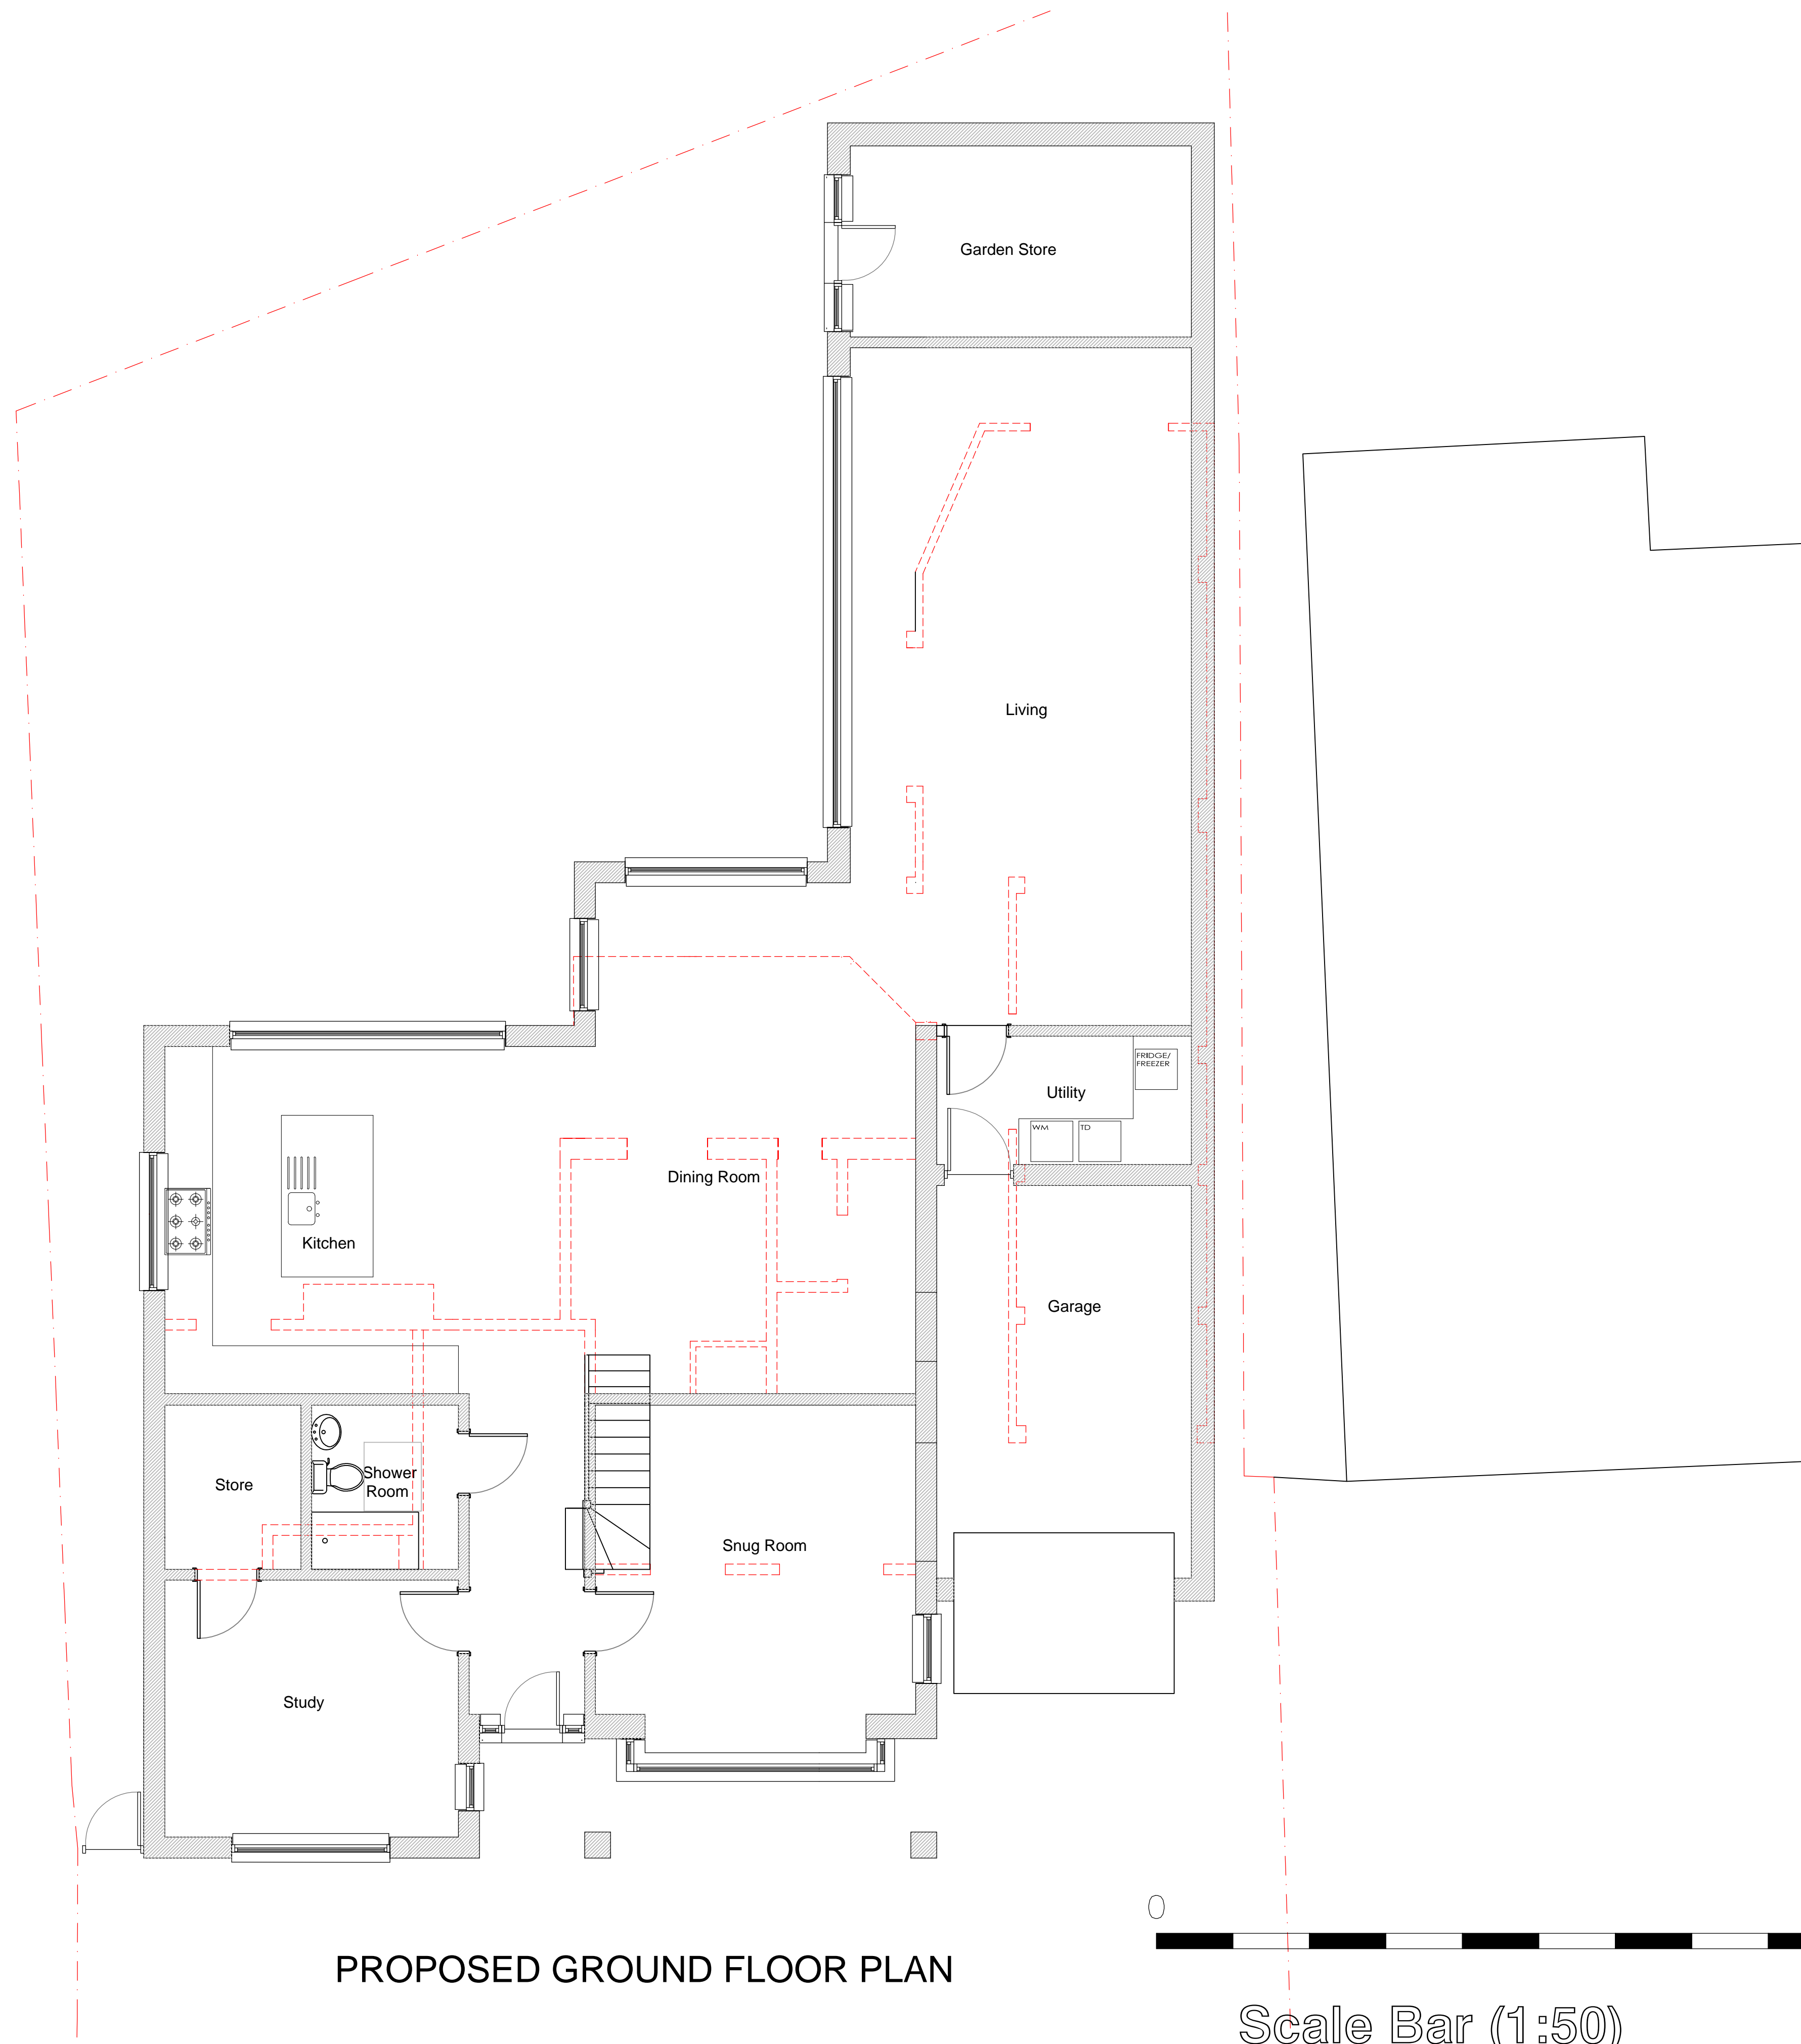 Garden Store
Living
FRIDGE/
FREEZER
Utility
WM
TD
Dining Room
Kitchen
Garage
Shower
Room
Store
Snug Room
Study
0
PROPOSED GROUND FLOOR PLAN
Scale Bar (1:50)